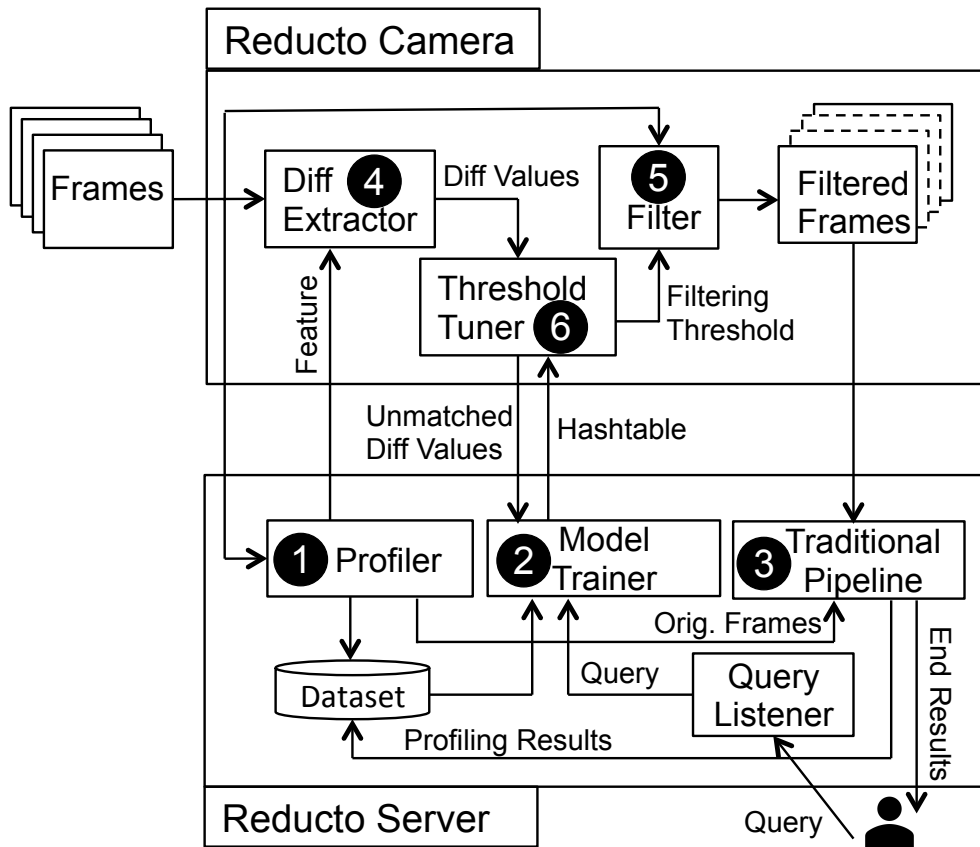 Reducto Camera
Frames
Diff 4
Extractor
Diff Values
5
Filter
Filtered
Frames
Threshold
Tuner 6
Filtering
Threshold
Feature
Unmatched
Diff Values
Hashtable
1 Profiler
2 Model
Trainer
3 Traditional
Pipeline
Orig. Frames
Dataset
Query
Query
Listener
End Results
Profiling Results
Reducto Server
Query